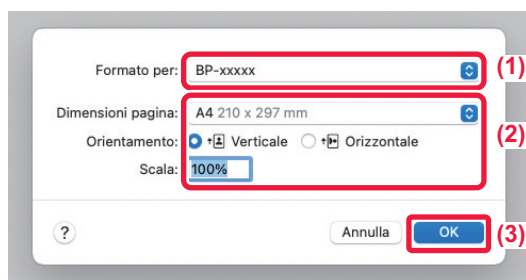 Formato per: BP-xxxxx (1)
Dimensioni pagina: A4 210 x 297 mm
Orientamento: Verticale Orizzontale (2)
Scala: 100%
? Annulla OK (3)